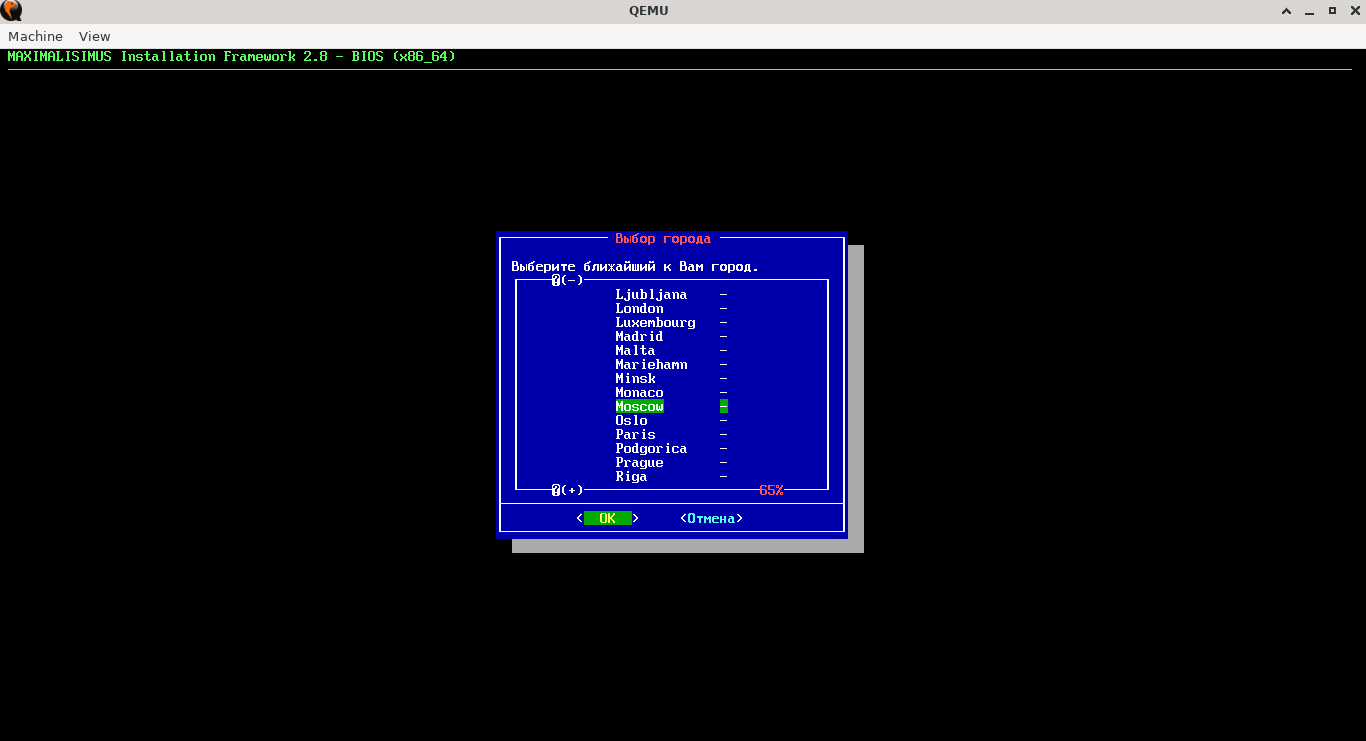 QEMU
Machine View
MAXIMALISIMUS Installation Framework 2.8 - BIOS (x86_64)
Выбор города
Выберите ближайший к Вам город.
(-)
Ljubljana -
London -
Luxembourg -
Madrid -
Malta -
Mariehamn -
Minsk -
Monaco -
Moscow -
Oslo -
Paris -
Podgorica -
Prague -
Riga -
(+) 65%
< OK > <Отмена>